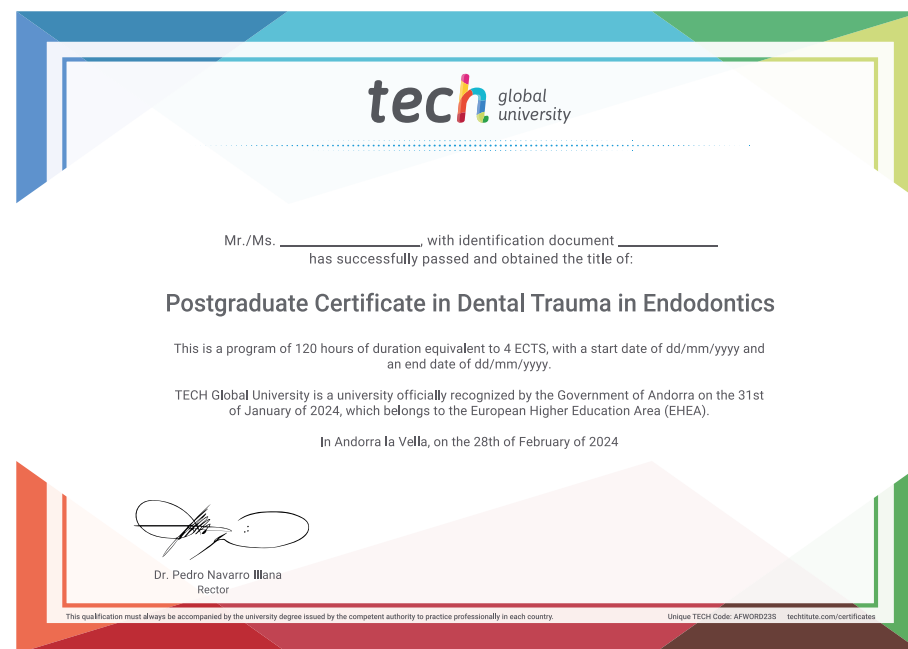 tech global
university
Mr./Ms. ____________________, with identification document ______________
has successfully passed and obtained the title of:
Postgraduate Certificate in Dental Trauma in Endodontics
This is a program of 120 hours of duration equivalent to 4 ECTS, with a start date of dd/mm/yyyy and
an end date of dd/mm/yyyy.
TECH Global University is a university officially recognized by the Government of Andorra on the 31st
of January of 2024, which belongs to the European Higher Education Area (EHEA).
In Andorra la Vella, on the 28th of February of 2024
Dr. Pedro Navarro Illana
Rector
This qualification must always be accompanied by the university degree issued by the competent authority to practice professionally in each country.
Unique TECH Code: AFWORD23S techtitute.com/certificates